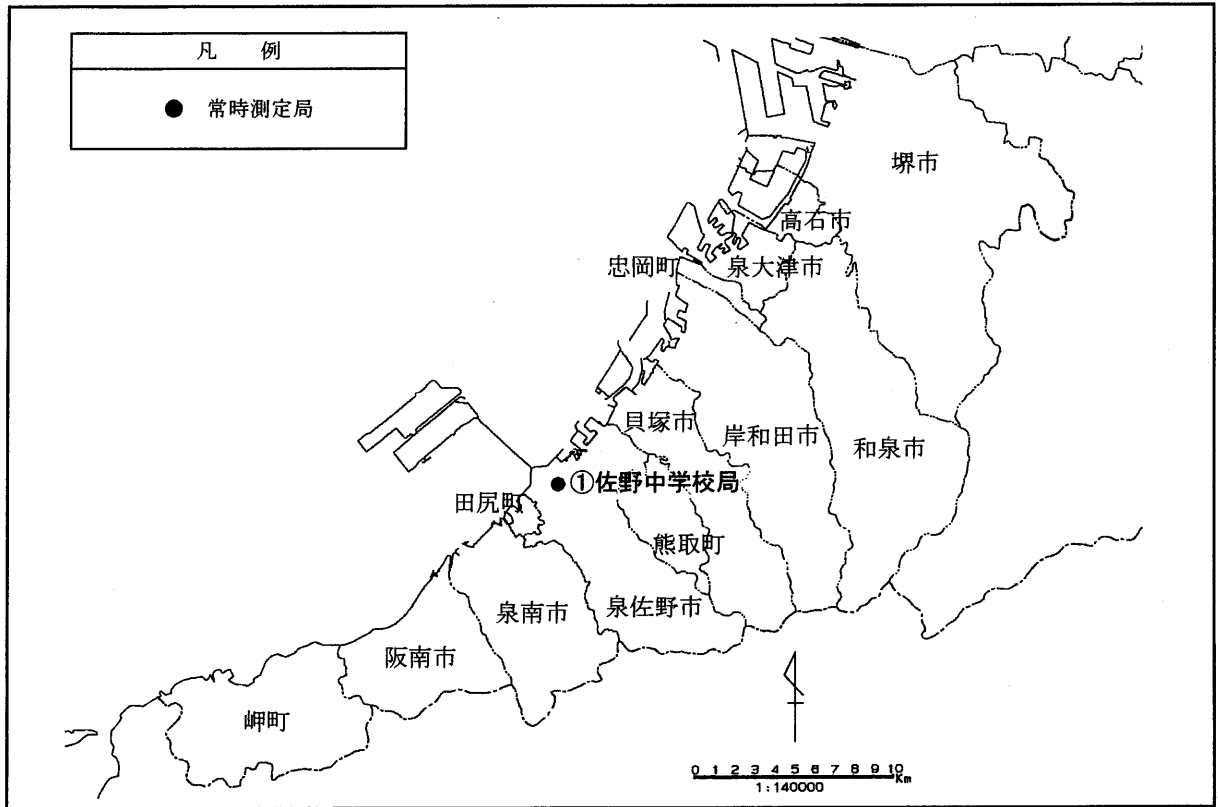 凡 例
● 常時測定局
堺市
高石市
忠岡町
泉大津市
貝塚市
岸和田市
和泉市
①佐野中学校局
田尻町
熊取町
泉南市
泉佐野市
阪南市
岬町
0 1 2 3 4 5 6 7 8 9 10
Km
1:140000